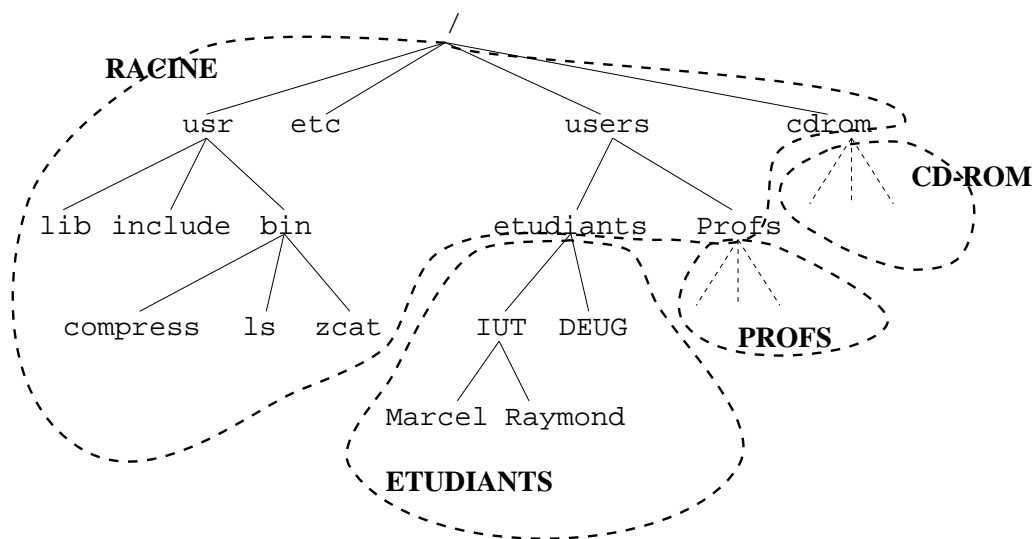 /
RACINE
usr etc users cdrom
CD-ROM
lib include bin etudiants Profs
compress ls zcat IUT DEUG
PROFS
Marcel Raymond
ETUDIANTS